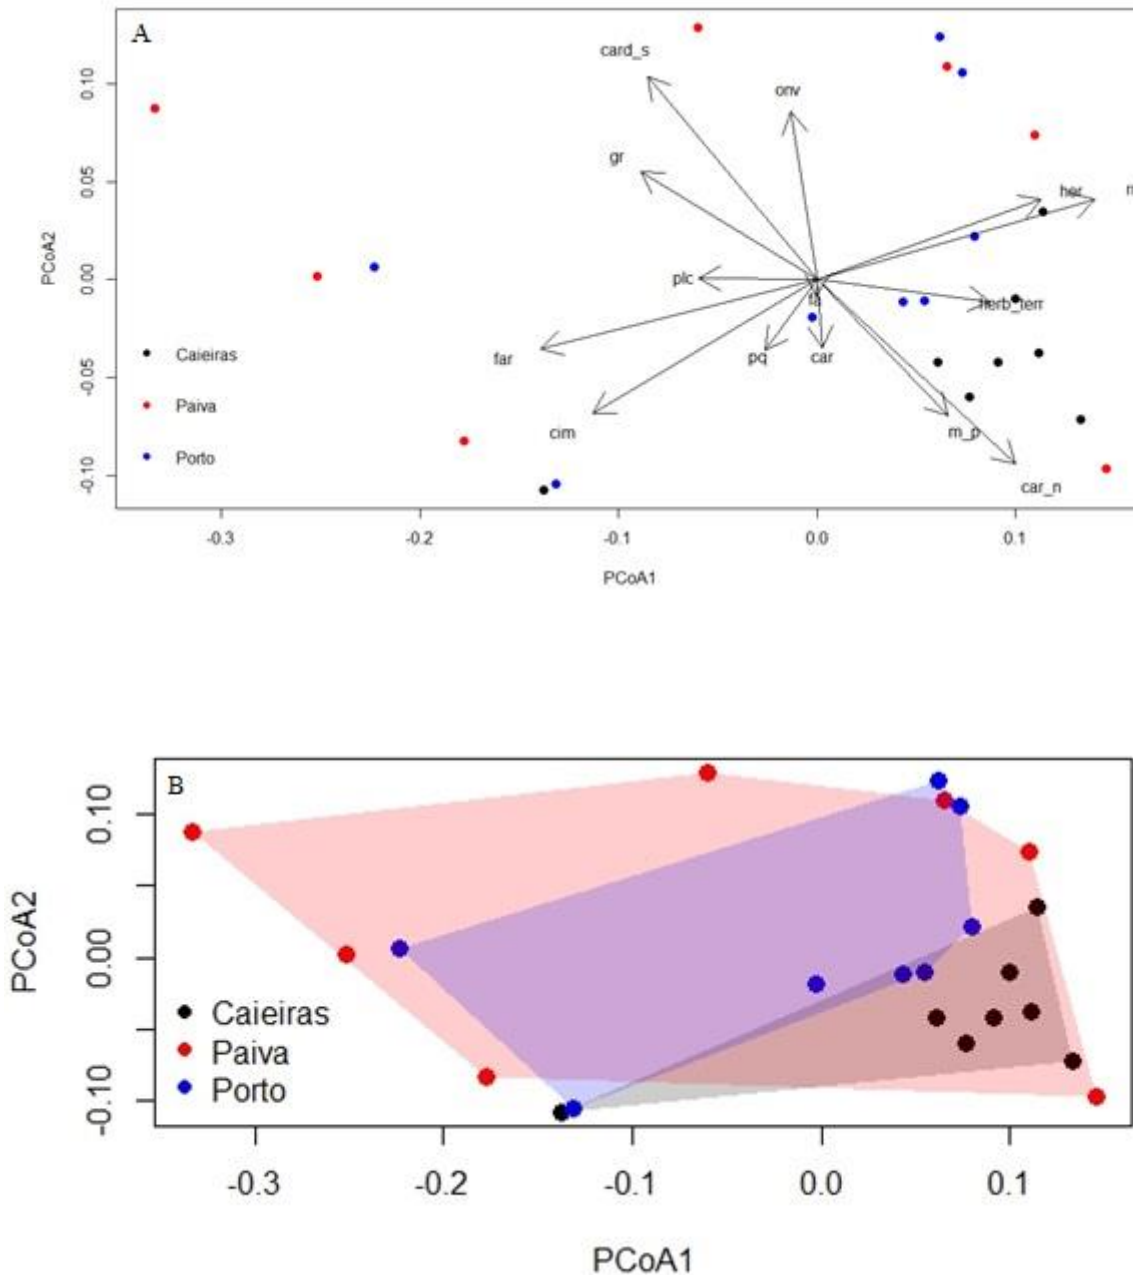 A
card_s
onv
gr
her
plc
herb_terr
far
pq
car
cim
m_p
car_n
Caieiras
Paiva
Porto
PCoA2
0.10
0.05
0.00
-0.05
-0.10
-0.3
-0.2
-0.1
0.0
0.1
PCoA1
B
PCoA2
0.10
0.00
-0.10
Caieiras
Paiva
Porto
-0.3
-0.2
-0.1
0.0
0.1
PCoA1